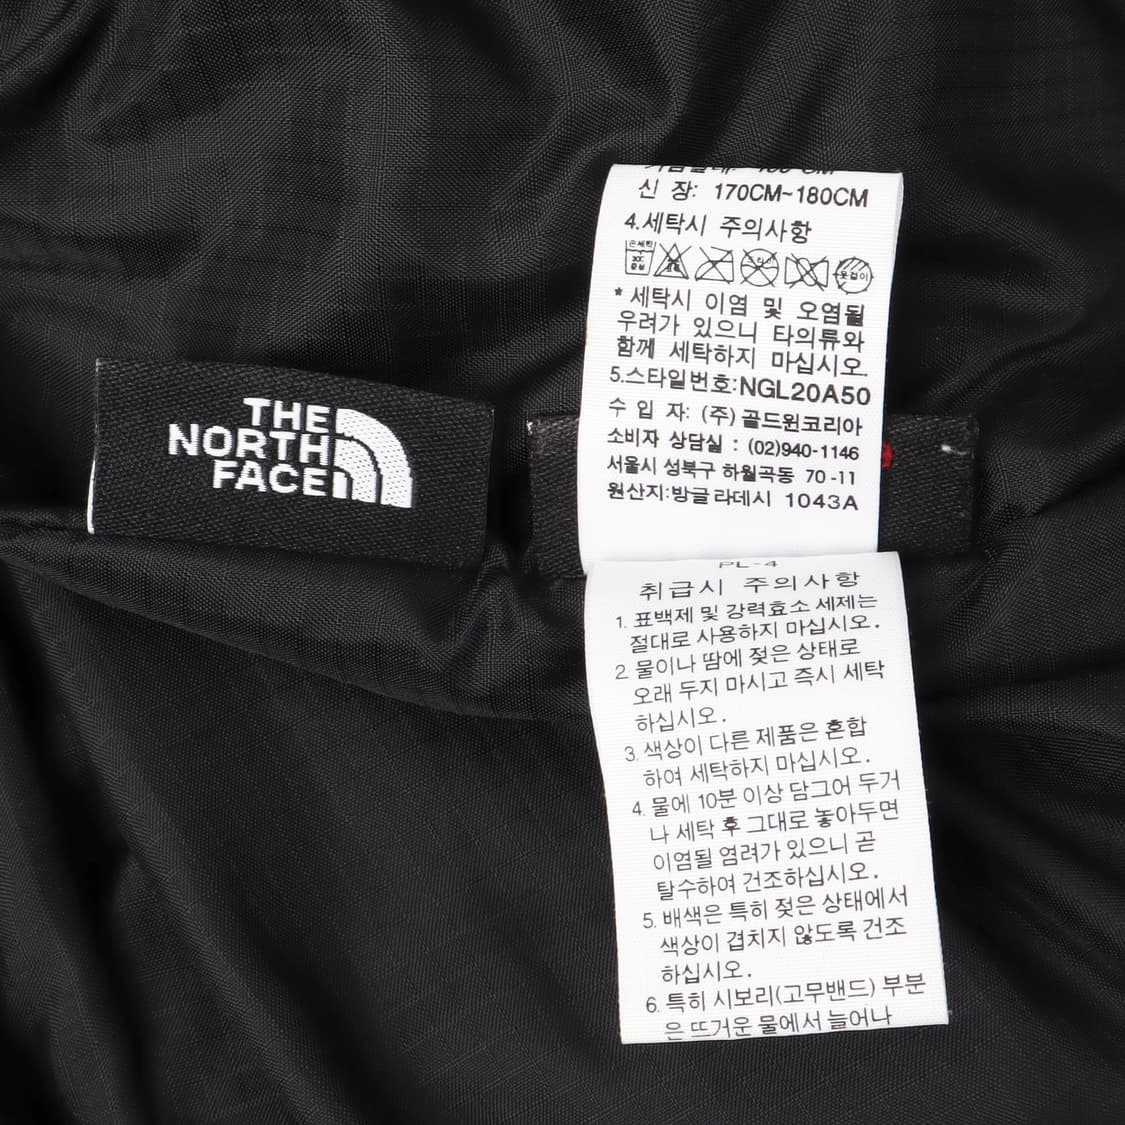 THE
NORTH
FACE
신 장: 170CM~180CM
4.세탁시 주의사항
손세탁
옷걸이
* 세탁시 이염 및 오염될
우려가 있으니 타의류와
함께 세탁하지 마십시오.
5.스타일번호:NGL20A50
수 입 자: (주)골드윈코리아
소비자 상담실 : (02)940-1146
서울시 성북구 하월곡동 70-11
원산지:방글라데시 1043A
PL-4
취급시 주의사항
1. 표백제 및 강력효소 세제는
절대로 사용하지 마십시오.
2. 물이나 땀에 젖은 상태로
오래 두지 마시고 즉시 세탁
하십시오.
3. 색상이 다른 제품은 혼합
하여 세탁하지 마십시오.
4. 물에 10분 이상 담그어 두거
나 세탁 후 그대로 놓아두면
이염될 염려가 있으니 곧
탈수하여 건조하십시오.
5. 배색은 특히 젖은 상태에서
색상이 겹치지 않도록 건조
하십시오.
6. 특히 시보리(고무밴드) 부분
은 뜨거운 물에서 늘어나